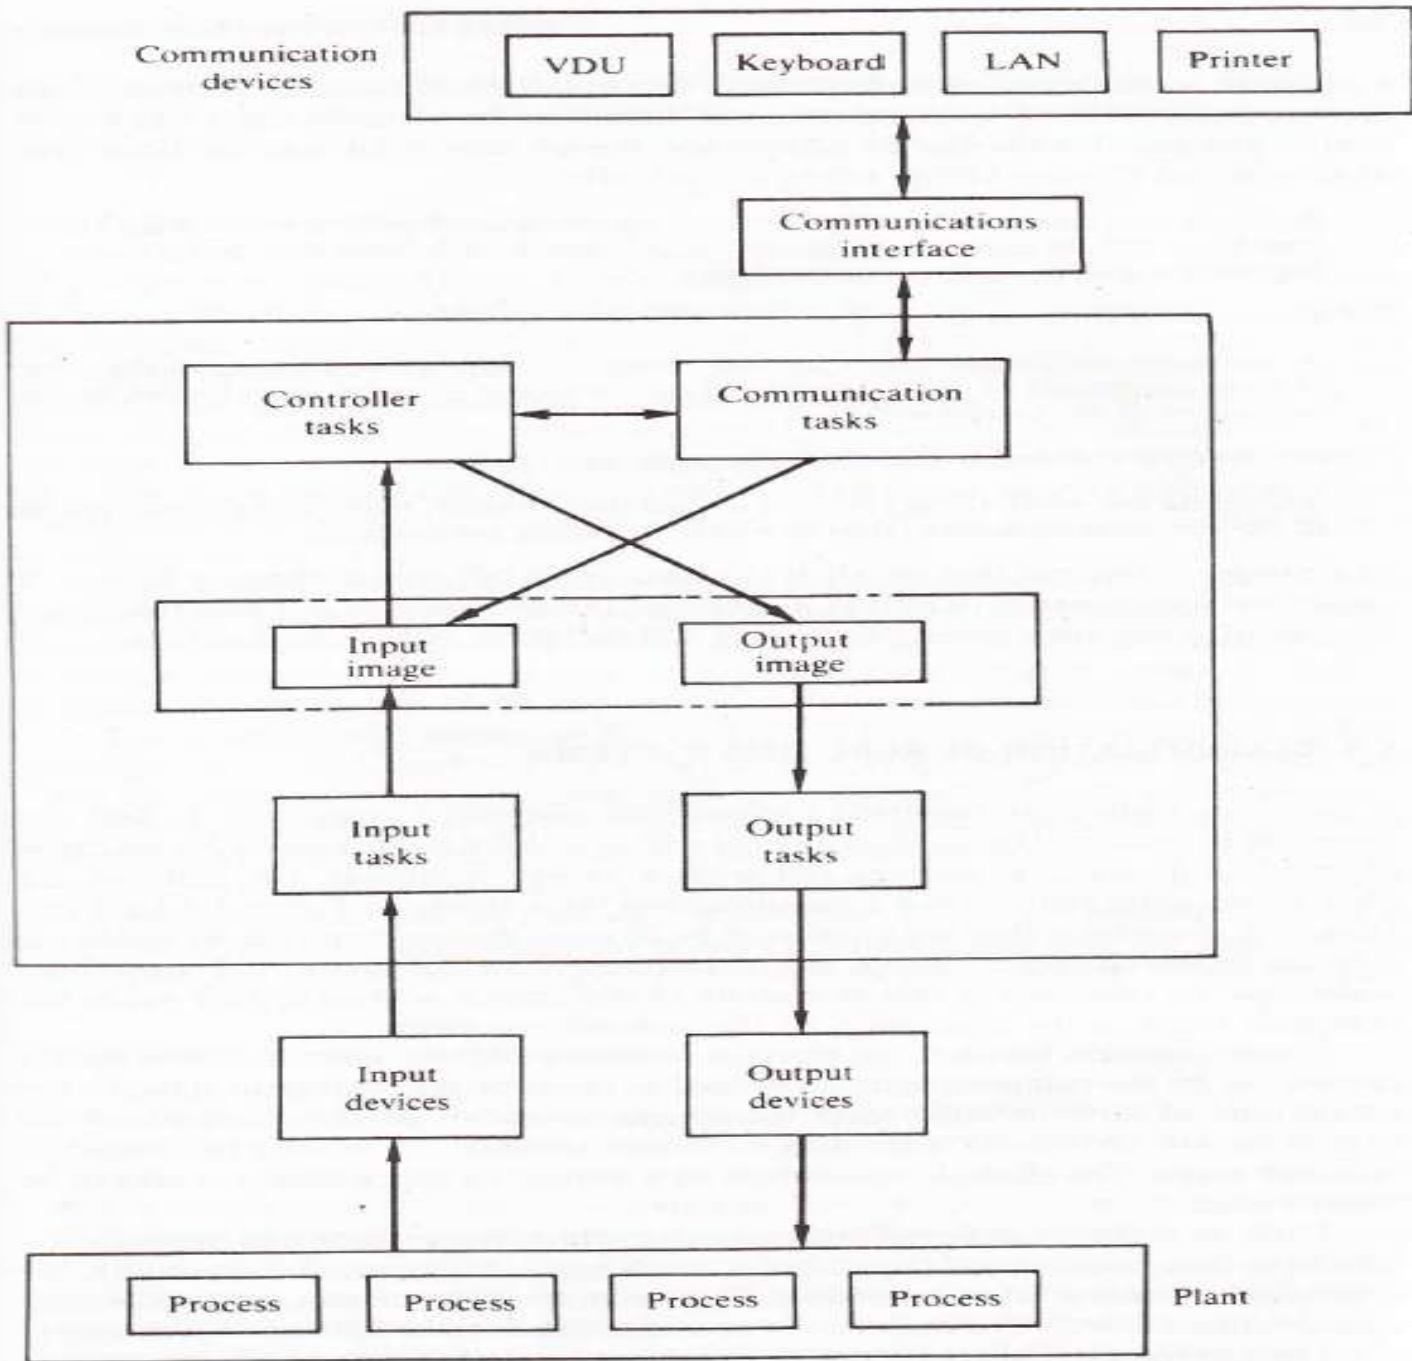 Communication
devices
VDU
Keyboard
LAN
Printer
Communications
interface
Controller
tasks
Communication
tasks
Input
image
Output
image
Input
tasks
Output
tasks
Input
devices
Output
devices
Process
Process
Process
Process
Plant